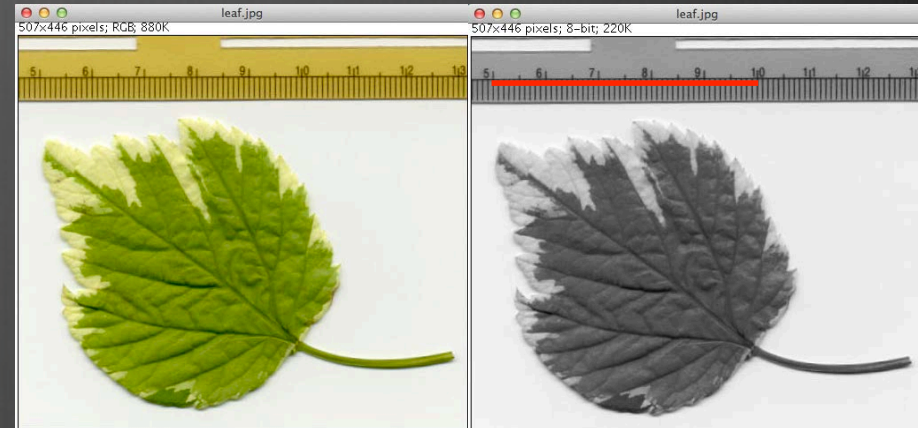 leaf.jpg
507x446 pixels; RGB; 880K
5 6 7 8 9 10 11 12 13
leaf.jpg
507x446 pixels; 8-bit; 220K
5 6 7 8 9 10 11 12